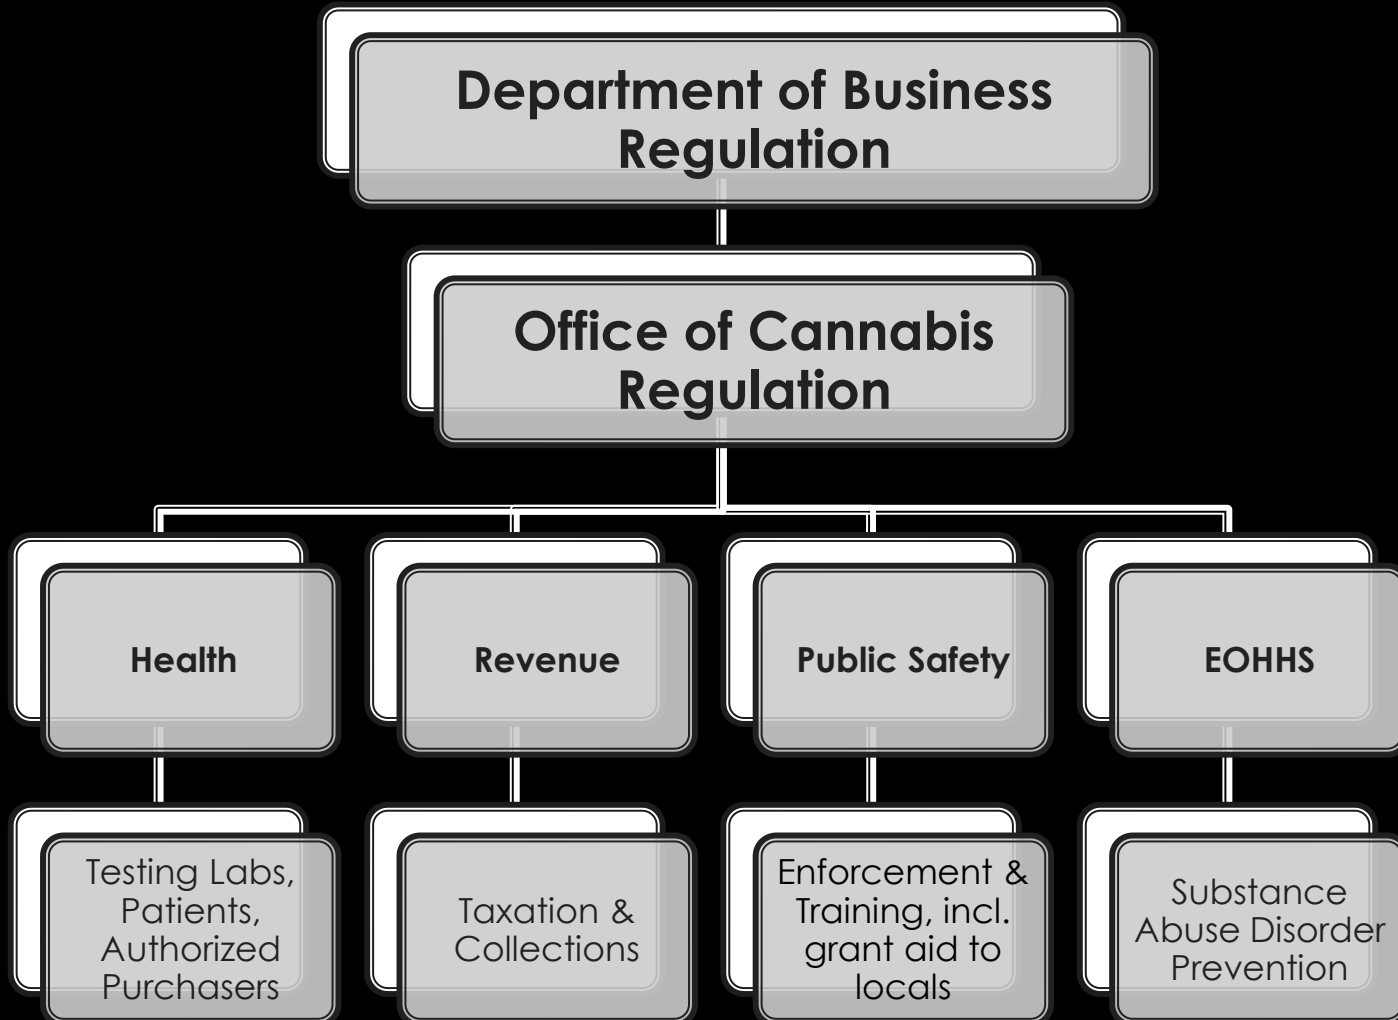 Department of Business
Regulation
Office of Cannabis
Regulation
Health
Revenue
Public Safety
EOHHS
Testing Labs,
Patients,
Authorized
Purchasers
Taxation &
Collections
Enforcement &
Training, incl.
grant aid to
locals
Substance
Abuse Disorder
Prevention